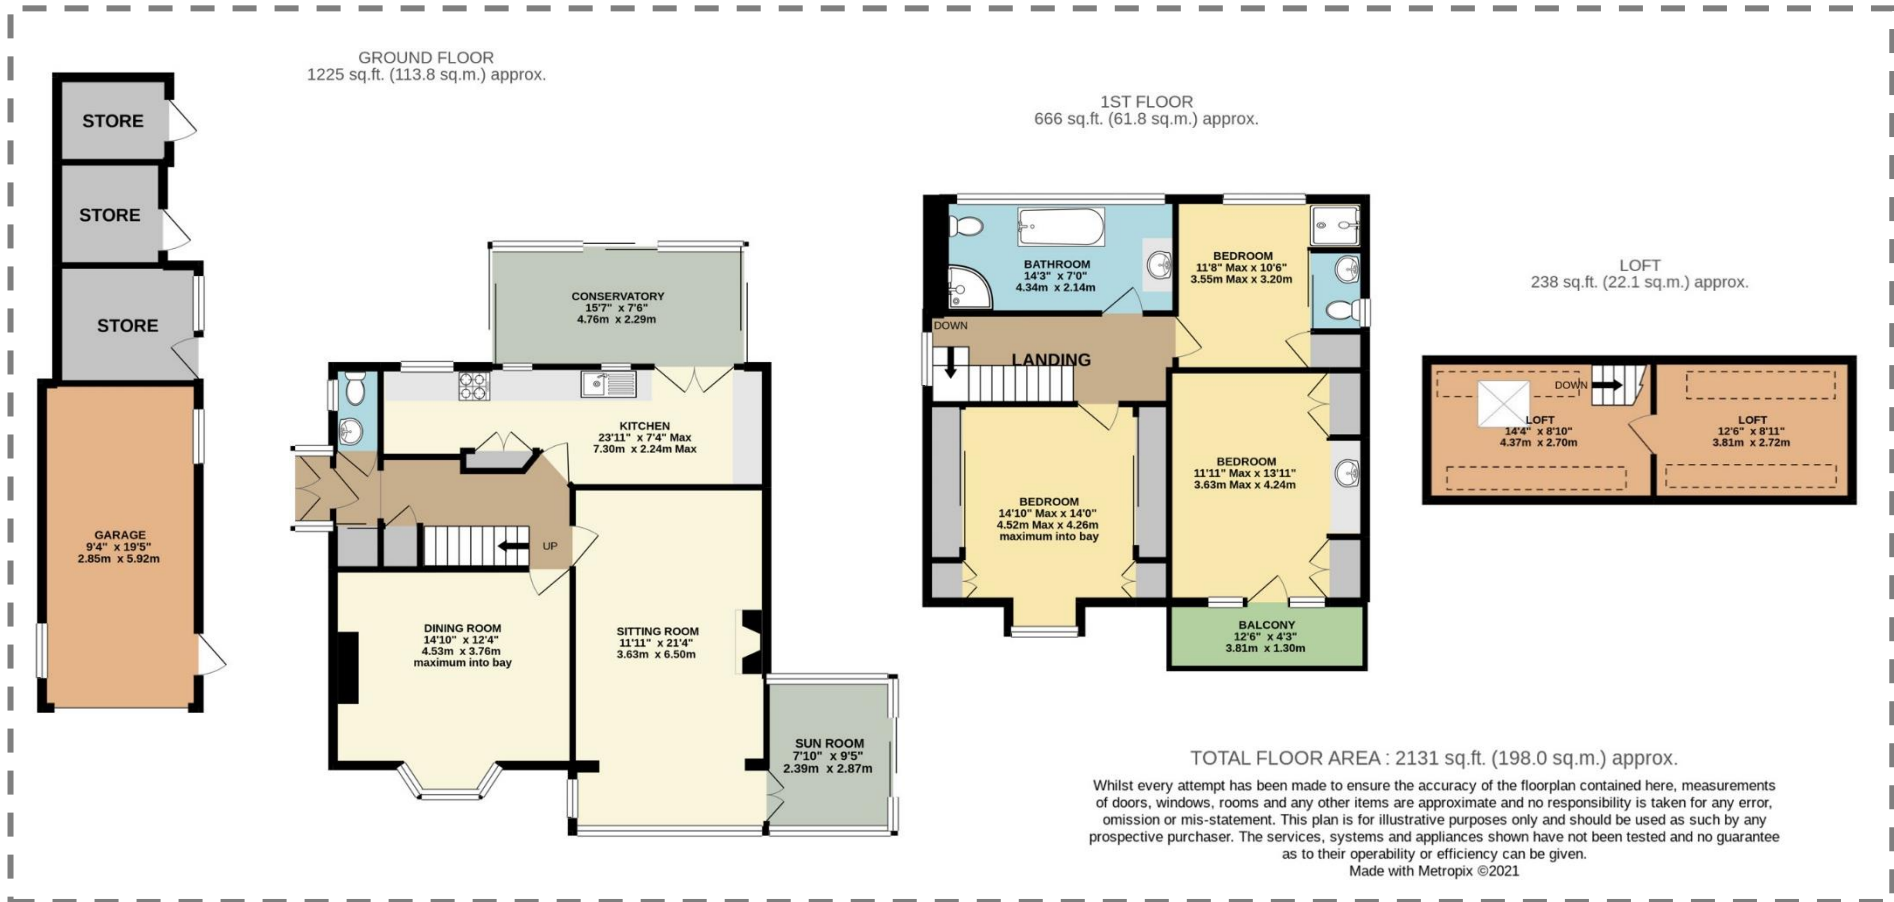 GROUND FLOOR
1225 sq.ft. (113.8 sq.m.) approx.
STORE
STORE
STORE
GARAGE
9'4" x 19'5"
2.85m x 5.92m
CONSERVATORY
15'7" x 7'6"
4.76m x 2.29m
KITCHEN
23'11" x 7'4" Max
7.30m x 2.24m Max
UP
DINING ROOM
14'10" x 12'4"
4.53m x 3.76m
maximum into bay
SITTING ROOM
11'11" x 21'4"
3.63m x 6.50m
SUN ROOM
7'10" x 9'5"
2.39m x 2.87m
1ST FLOOR
666 sq.ft. (61.8 sq.m.) approx.
BATHROOM
14'3" x 7'0"
4.34m x 2.14m
BEDROOM
11'8" Max x 10'6"
3.55m Max x 3.20m
DOWN
LANDING
BEDROOM
14'10" Max x 14'0"
4.52m Max x 4.26m
maximum into bay
BEDROOM
11'11" Max x 13'11"
3.63m Max x 4.24m
BALCONY
12'6" x 4'3"
3.81m x 1.30m
LOFT
238 sq.ft. (22.1 sq.m.) approx.
DOWN
LOFT
14'4" x 8'10"
4.37m x 2.70m
LOFT
12'6" x 8'11"
3.81m x 2.72m
TOTAL FLOOR AREA : 2131 sq.ft. (198.0 sq.m.) approx.
Whilst every attempt has been made to ensure the accuracy of the floorplan contained here, measurements
of doors, windows, rooms and any other items are approximate and no responsibility is taken for any error,
omission or mis-statement. This plan is for illustrative purposes only and should be used as such by any
prospective purchaser. The services, systems and appliances shown have not been tested and no guarantee
as to their operability or efficiency can be given.
Made with Metropix ©2021